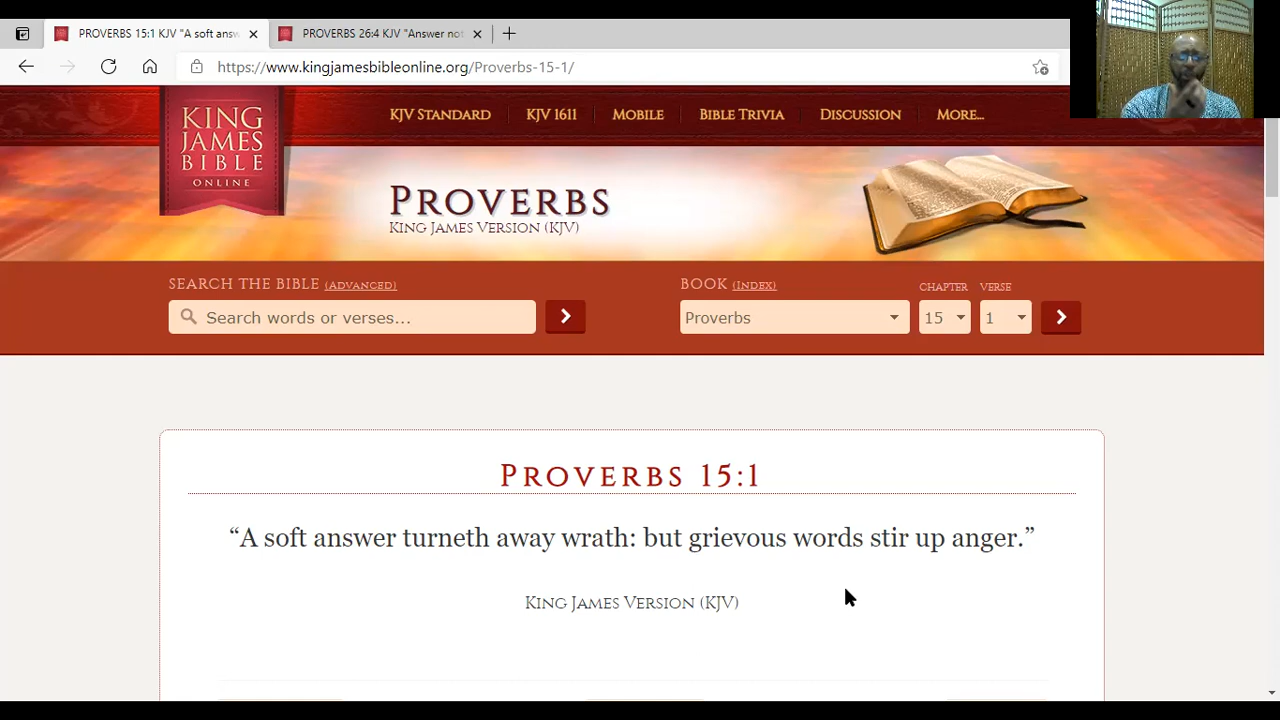 PROVERBS 15:1 KJV "A soft answ
PROVERBS 26:4 KJV "Answer not
https://www.kingjamesbibleonline.org/Proverbs-15-1/
KING
JAMES
BIBLE
ONLINE
KJV STANDARD
KJV 1611
MOBILE
BIBLE TRIVIA
DISCUSSION
MORE...
PROVERBS
KING JAMES VERSION (KJV)
SEARCH THE BIBLE (ADVANCED)
BOOK (INDEX)
CHAPTER
VERSE
Search words or verses...
Proverbs
15
1
PROVERBS 15:1
“A soft answer turneth away wrath: but grievous words stir up anger.”
KING JAMES VERSION (KJV)